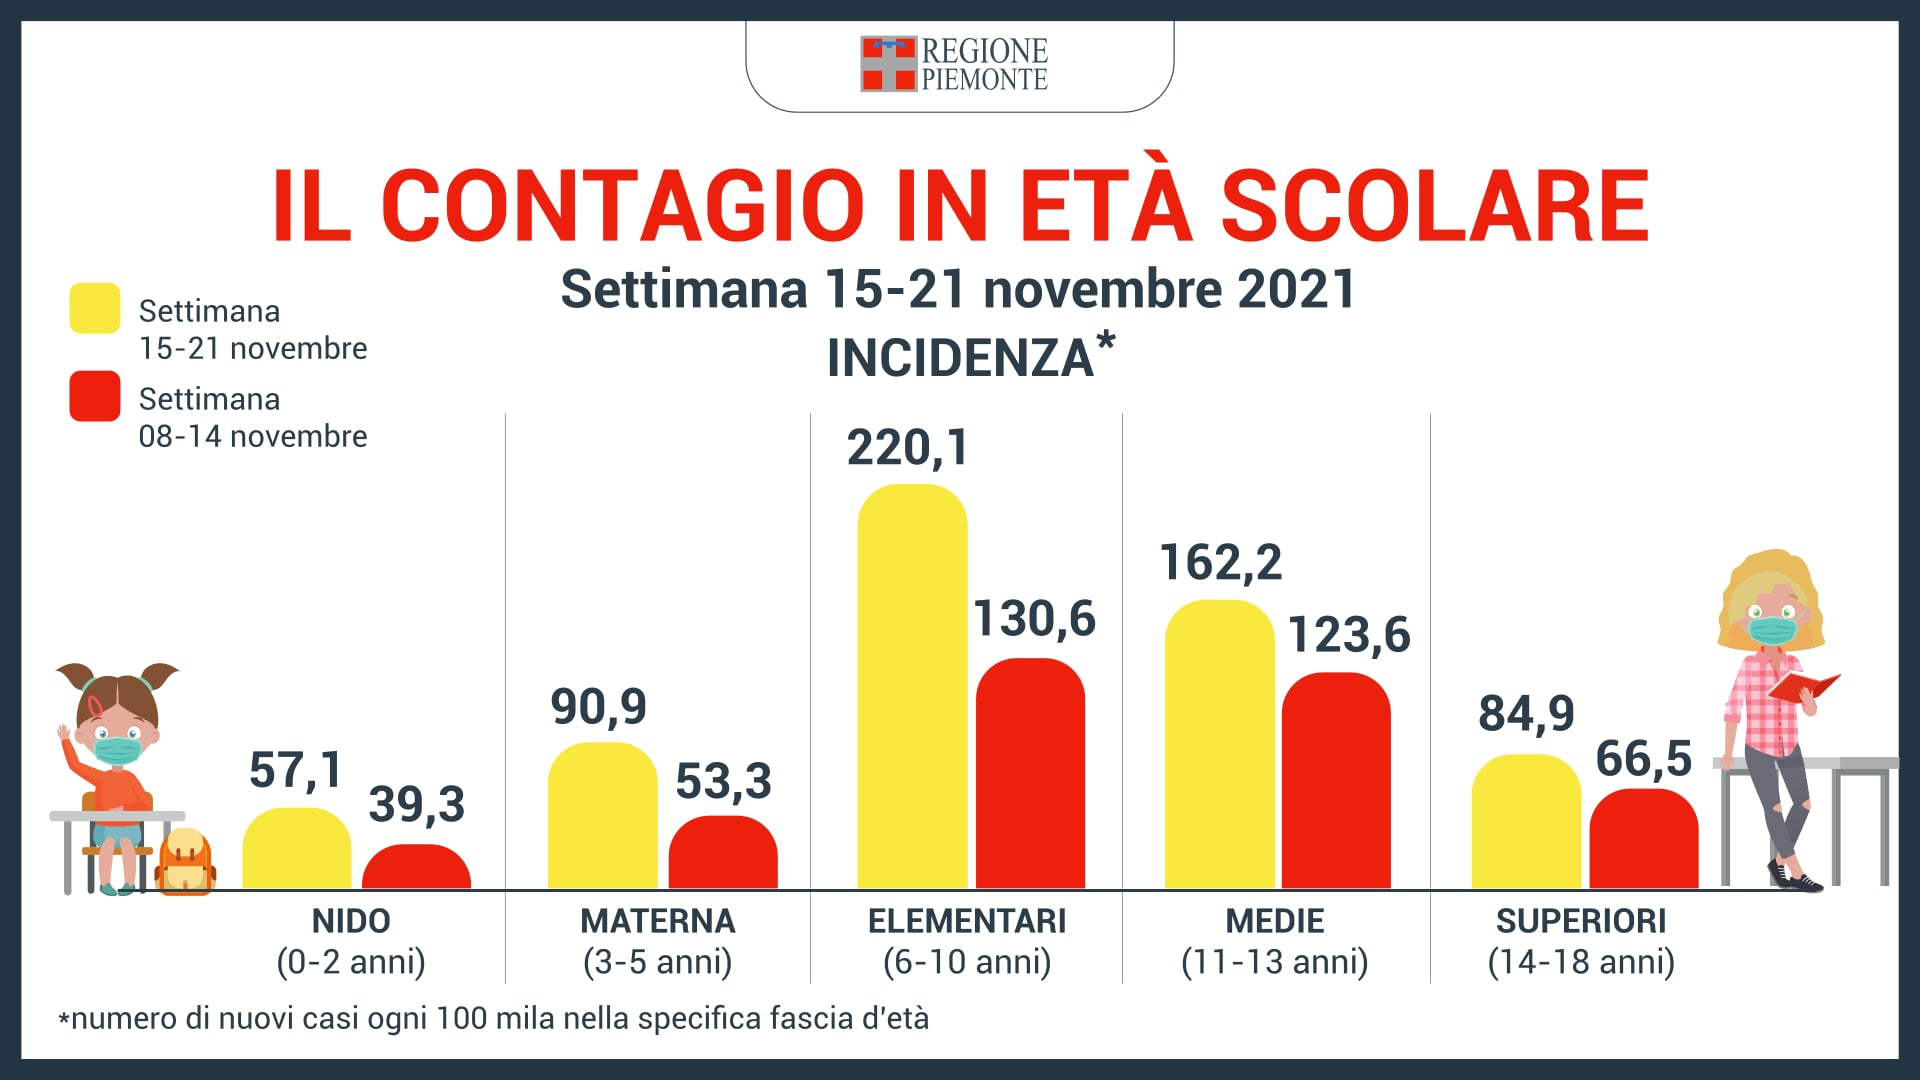 REGIONE
PIEMONTE
IL CONTAGIO IN ETÀ SCOLARE
Settimana 15-21 novembre 2021
INCIDENZA*
Settimana
15-21 novembre
Settimana
08-14 novembre
57,1
39,3
90,9
53,3
220,1
130,6
162,2
123,6
84,9
66,5
NIDO
(0-2 anni)
MATERNA
(3-5 anni)
ELEMENTARI
(6-10 anni)
MEDIE
(11-13 anni)
SUPERIORI
(14-18 anni)
*numero di nuovi casi ogni 100 mila nella specifica fascia d'età